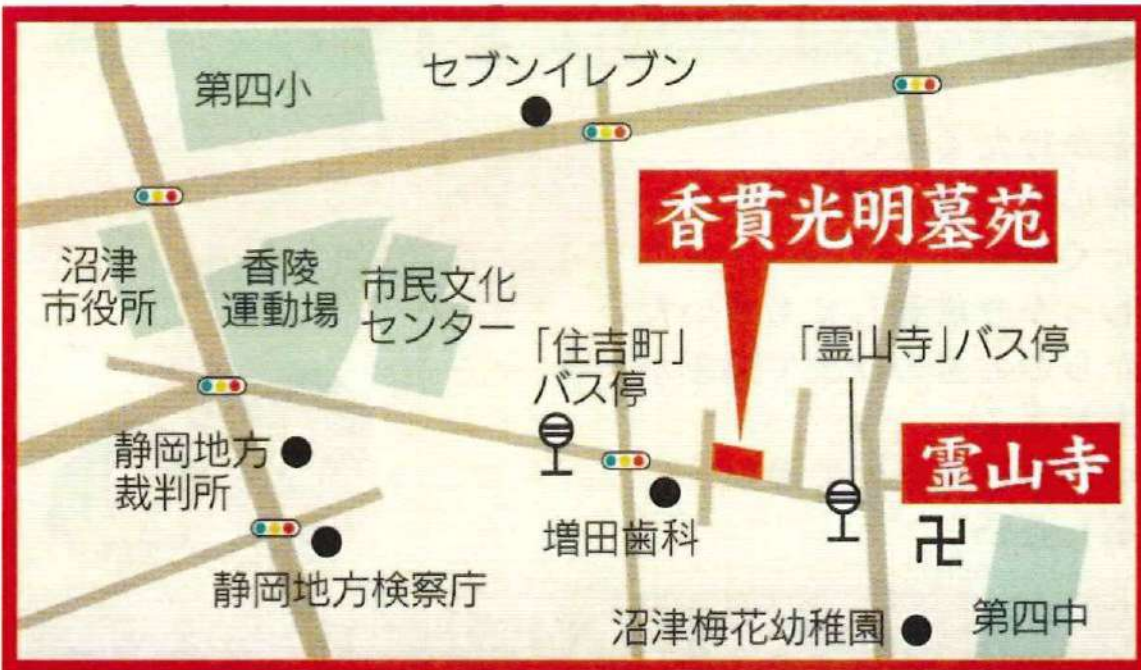 第四小
セブンイレブン
香貫光明墓苑
沼津
市役所
香陵
運動場
市民文化
センター
「住吉町」
バス停
「霊山寺」バス停
静岡地方
裁判所
霊山寺
増田歯科
卍
静岡地方検察庁
沼津梅花幼稚園
第四中